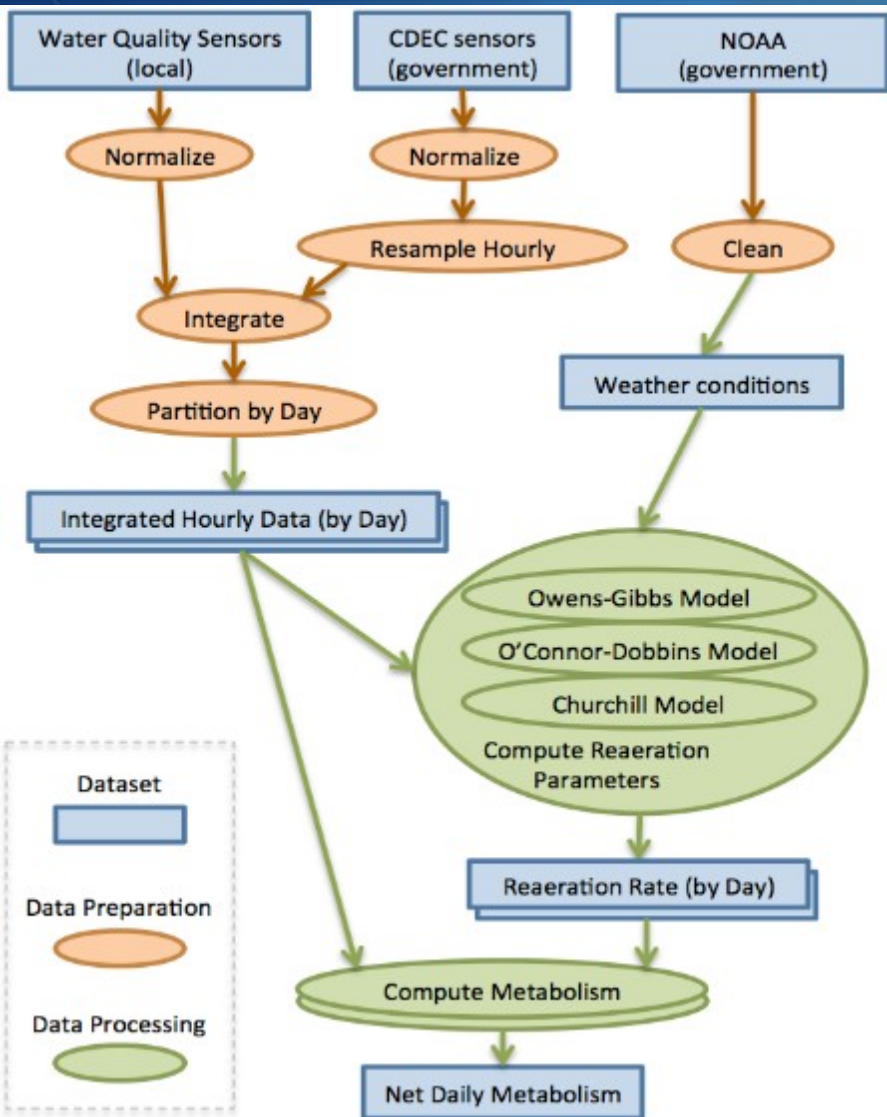 Water Quality Sensors
(local)
CDEC sensors
(government)
NOAA
(government)
Normalize
Normalize
Resample Hourly
Clean
Integrate
Weather conditions
Partition by Day
Integrated Hourly Data (by Day)
Owens-Gibbs Model
O'Connor-Dobbins Model
Churchill Model
Compute Reaeration
Parameters
Dataset
Reaeration Rate (by Day)
Data Preparation
Compute Metabolism
Data Processing
Net Daily Metabolism